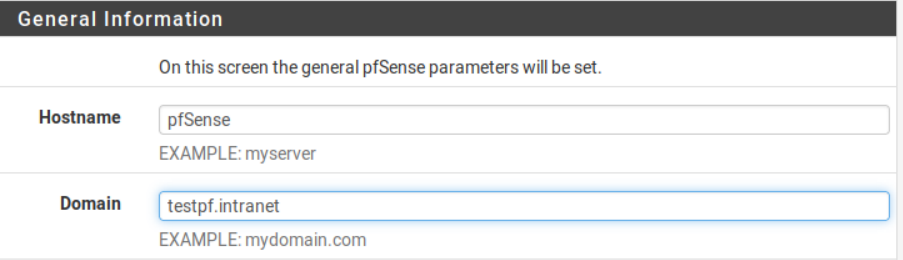 General Information
On this screen the general pfSense parameters will be set.
Hostname
pfSense
EXAMPLE: myserver
Domain
testpf.intranet
EXAMPLE: mydomain.com